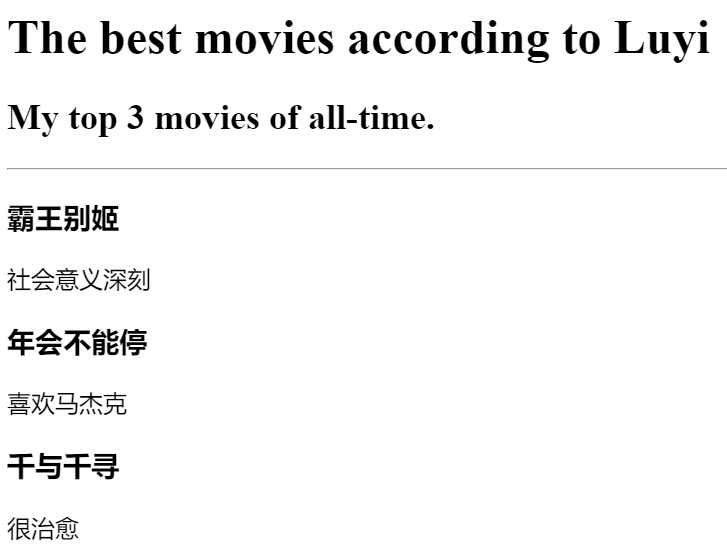 The best movies according to Luyi
My top 3 movies of all-time.
霸王别姬
社会意义深刻
年会不能停
喜欢马杰克
千与千寻
很治愈